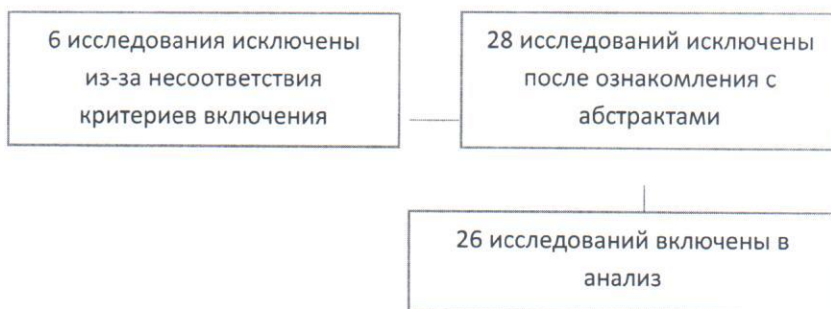 6 исследования исключены
из-за несоответствия
критериев включения
28 исследований исключены
после ознакомления с
абстрактами
26 исследований включены в
анализ